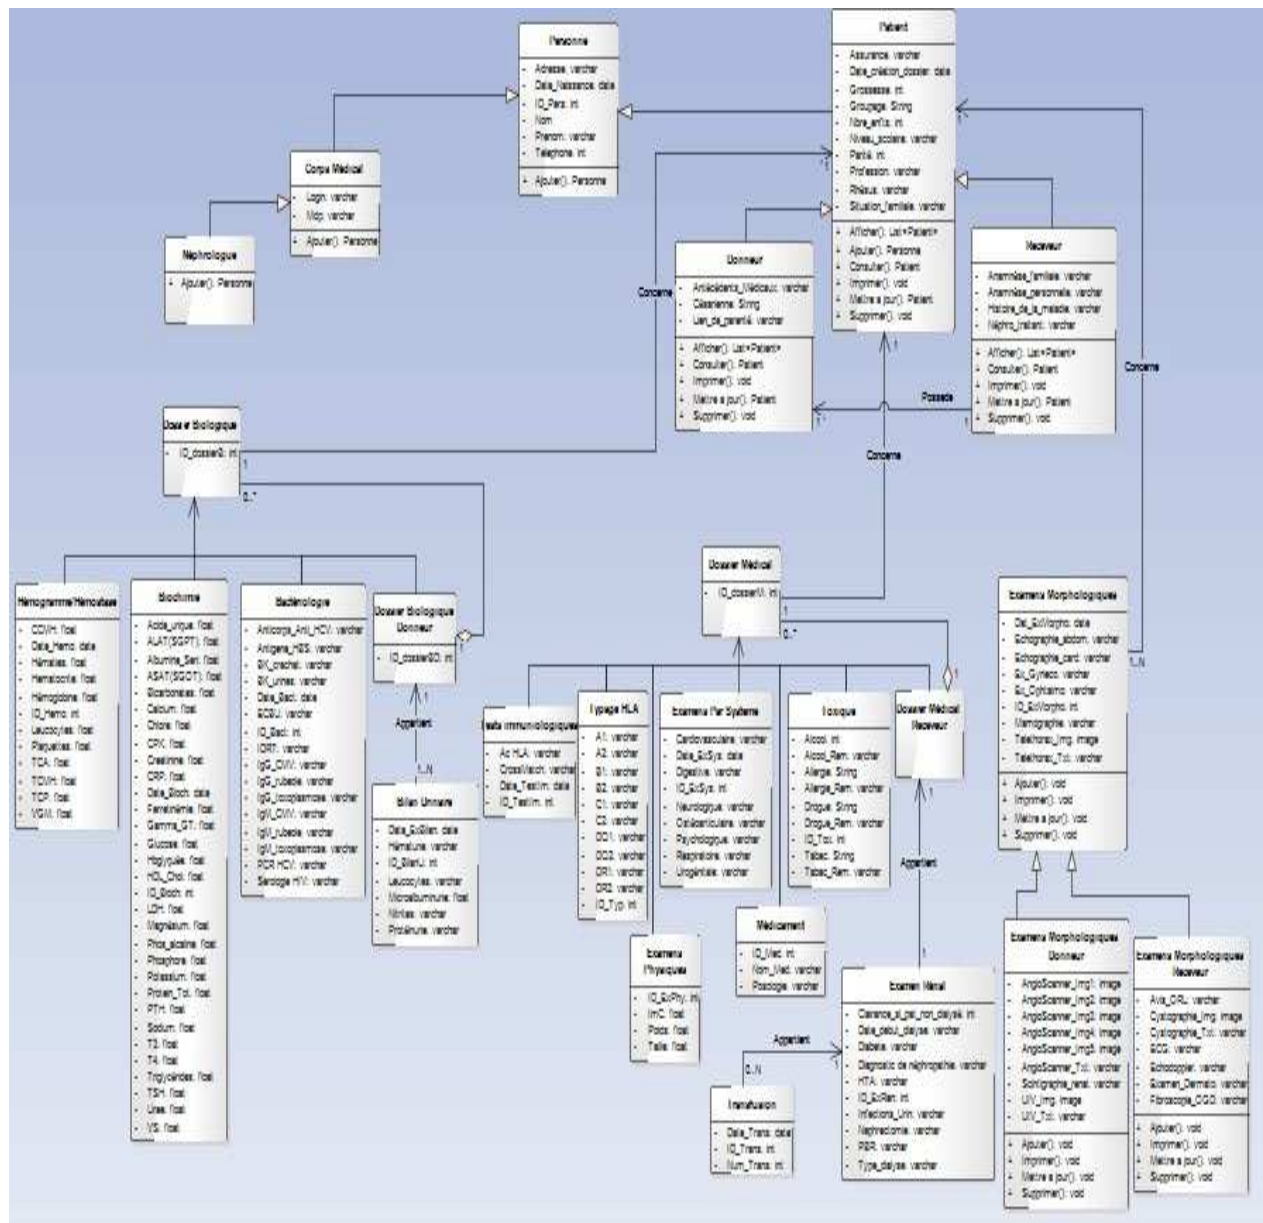 Personne
- Adresse: varchar
- Date_Naissance: date
- ID_Pers: int
- Nom
- Prenom: varchar
- Telephone: int
+ Ajouter(): Personne
Patient
- Assurance: varchar
- Date_création_dossier: date
- Grossesse: int
- Groupage: String
- Nbre_enfts: int
- Niveau_scolaire: varchar
- Parité: int
- Profession: varchar
- Rhésus: varchar
- Situation_familiale: varchar
+ Afficher(): List<Patient>
+ Ajouter(): Personne
+ Consulter(): Patient
+ Imprimer(): void
+ Mettre a jour(): Patient
+ Supprimer(): void
Corps Médical
- Login: varchar
- Mdp: varchar
+ Ajouter(): Personne
Néphrologue
+ Ajouter(): Personne
Donneur
- Antécédents_Médicaux: varchar
- Césarienne: String
- Lien_de_parenté: varchar
+ Afficher(): List<Patient>
+ Consulter(): Patient
+ Imprimer(): void
+ Mettre a jour(): Patient
+ Supprimer(): void
Receveur
- Anamnèse_familiale: varchar
- Anamnèse_personnelle: varchar
- Histoire_de_la_maladie: varchar
- Néphro_traitant: varchar
+ Afficher(): List<Patient>
+ Consulter(): Patient
+ Imprimer(): void
+ Mettre a jour(): Patient
+ Supprimer(): void
Concerne
Concerne
Possede
Concerne
Dossier Biologique
- ID_dossierB: int
1
0..*
Dossier Médical
- ID_dossierM: int
1
0..*
Hémogramme/Hémostase
- CCMH: float
- Date_Hemo: date
- Hématies: float
- Hematocrite: float
- Hémoglobine: float
- ID_Hemo: int
- Leucocytes: float
- Plaquettes: float
- TCA: float
- TCMH: float
- TCP: float
- VGM: float
Biochimie
- Acide_urique: float
- ALAT(SGPT): float
- Albumine_Seri: float
- ASAT(SGOT): float
- Bicarbonates: float
- Calcium: float
- Chlore: float
- CPK: float
- Creatinine: float
- CRP: float
- Date_Bioch: date
- Ferretinémie: float
- Gamma_GT: float
- Glucose: float
- Hbglyquée: float
- HDL_Chol: float
- ID_Bioch: int
- LDH: float
- Magnésium: float
- Phos_alcaline: float
- Phosphore: float
- Potassium: float
- Protein_Tot: float
- PTH: float
- Sodium: float
- T3: float
- T4: float
- Triglycérides: float
- TSH: float
- Uree: float
- VS: float
Bactériologie
- Anticorps_Anti_HCV: varchar
- Antigene_HBS: varchar
- BK_crachat: varchar
- BK_urines: varchar
- Date_Bact: date
- ECBU: varchar
- ID_Bact: int
- IDRT: varchar
- IgG_CMV: varchar
- IgG_rubeole: varchar
- IgG_toxoplasmose: varchar
- IgM_CMV: varchar
- IgM_rubeole: varchar
- IgM_toxoplasmose: varchar
- PCR HCV: varchar
- Serologie HIV: varchar
Dossier Biologique
Donneur
- ID_dossierBD: int
1
1
Appartient
1..N
Bilan Urinaire
- Date_ExBilan: date
- Hématurie: varchar
- ID_BilanU: int
- Leucocytes: varchar
- Microalbuminurie: float
- Nitrites: varchar
- Protéinurie: varchar
Tests Immunologiques
- Ac HLA: varchar
- CrossMatch: varchar
- Date_TestIm: date
- ID_TestIm: int
Typage HLA
- A1: varchar
- A2: varchar
- B1: varchar
- B2: varchar
- C1: varchar
- C2: varchar
- DQ1: varchar
- DQ2: varchar
- DR1: varchar
- DR2: varchar
- ID_Typ: int
Examens Par Systeme
- Cardiovasculaire: varchar
- Date_ExSys: date
- Digestive: varchar
- ID_ExSys: int
- Neurologique: varchar
- Ostéoarticulaire: varchar
- Psychologique: varchar
- Respiratoire: varchar
- Urogénitale: varchar
Toxique
- Alcool: int
- Alcool_Rem: varchar
- Allergie: String
- Allergie_Rem: varchar
- Drogue: String
- Drogue_Rem: varchar
- ID_Tox: int
- Tabac: String
- Tabac_Rem: varchar
Dossier Médical
Receveur
1
1
Appartient
1
Examens Morphologiques
- Dat_ExMorpho: date
- Echographie_abdom: varchar
- Echographie_card: varchar
- Ex_Gyneco: varchar
- Ex_Ophtalmo: varchar
- ID_ExMorpho: int
- Mamographie: varchar
- Telethorax_Img: image
- Telethorax_Txt: varchar
+ Ajouter(): void
+ Imprimer(): void
+ Mettre a jour(): void
+ Supprimer(): void
1..N
Examens
Physiques
- ID_ExPhy: int
- ImC: float
- Poids: float
- Taille: float
Médicament
- ID_Med: int
- Nom_Med: varchar
- Posologie: varchar
Examen Rénal
- Clairance_si_pat_non_dialysé: int
- Date_debut_dialyse: varchar
- Diabete: varchar
- Diagnostic de néphropathie: varchar
- HTA: varchar
- ID_ExRen: int
- Infections_Urin: varchar
- Nephrectomie: varchar
- PBR: varchar
- Type_dialyse: varchar
Appartient
0..N
1
Transfusion
- Date_Trans: date
- ID_Trans: int
- Num_Trans: int
Examens Morphologiques
Donneur
- AngioScanner_Img1: image
- AngioScanner_Img2: image
- AngioScanner_Img3: image
- AngioScanner_Img4: image
- AngioScanner_Img5: image
- AngioScanner_Txt: varchar
- Scintigraphie_renal: varchar
- UIV_Img: image
- UIV_Txt: varchar
+ Ajouter(): void
+ Imprimer(): void
+ Mettre a jour(): void
+ Supprimer(): void
Examens Morphologiques
Receveur
- Avis_ORL: varchar
- Cystographie_Img: image
- Cystographie_Txt: varchar
- ECG: varchar
- Echodoppler: varchar
- Examen_Dermato: varchar
- Fibroscopie_OGD: varchar
+ Ajouter(): void
+ Imprimer(): void
+ Mettre a jour(): void
+ Supprimer(): void